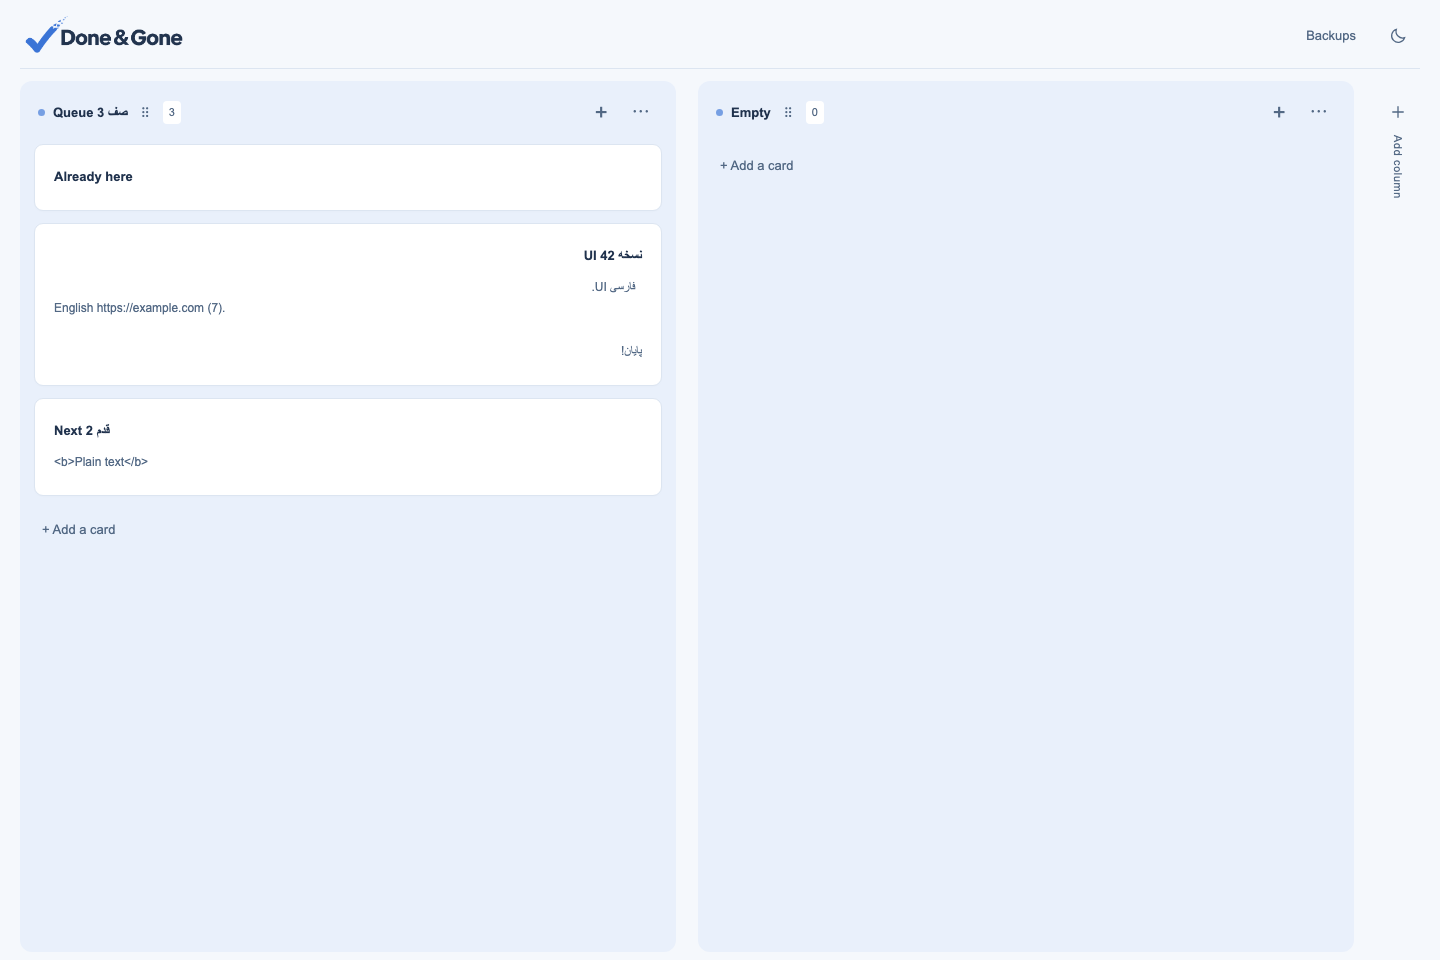 Done & Gone
Backups
Queue 3 صف
3
Already here
نسخه 42 UI
فارسی UI.
English https://example.com (7).
پایان!
Next 2 قدم
<b>Plain text</b>
+ Add a card
Empty
0
+ Add a card
Add column